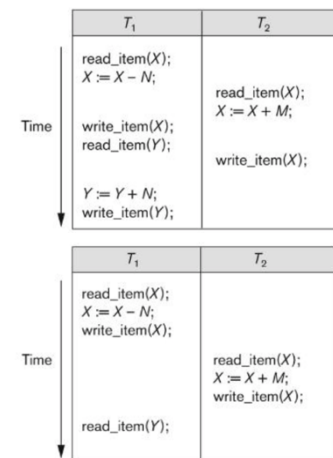 T1 T2
read_item(X);
X := X – N;
read_item(X);
X := X + M;
Time
write_item(X);
read_item(Y);
write_item(X);
Y := Y + N;
write_item(Y);
T1 T2
read_item(X);
X := X – N;
write_item(X);
Time
read_item(X);
X := X + M;
write_item(X);
read_item(Y);